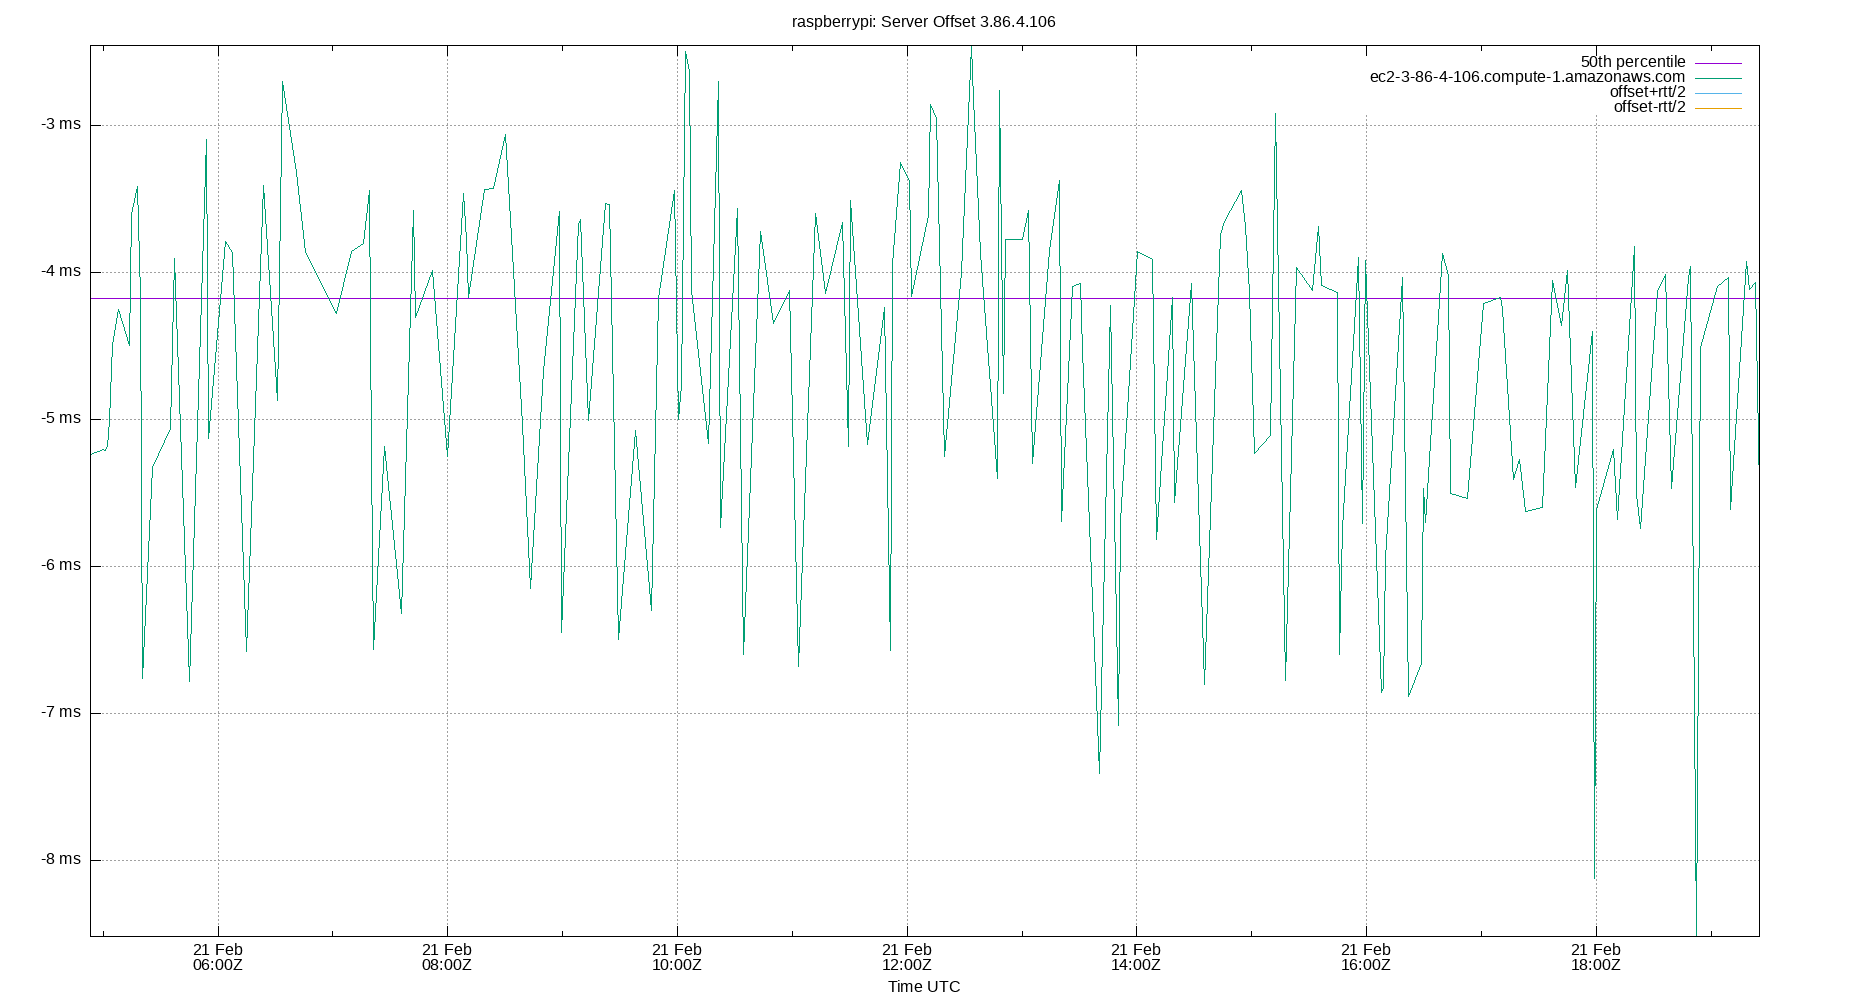 raspberrypi: Server Offset 3.86.4.106
50th percentile
ec2-3-86-4-106.compute-1.amazonaws.com
offset+rtt/2
offset-rtt/2
-3 ms
-4 ms
-5 ms
-6 ms
-7 ms
-8 ms
21 Feb 21 Feb 21 Feb 21 Feb 21 Feb 21 Feb 21 Feb
06:00Z 08:00Z 10:00Z 12:00Z 14:00Z 16:00Z 18:00Z
Time UTC